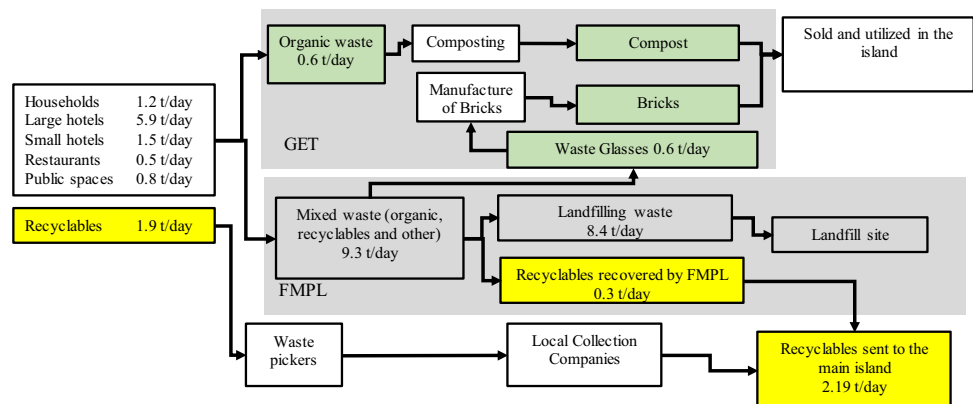 Organic waste
0.6 t/day
Composting
Compost
Sold and utilized in the
island
Manufacture
of Bricks
Bricks
Households 1.2 t/day
Large hotels 5.9 t/day
Small hotels 1.5 t/day
Restaurants 0.5 t/day
Public spaces 0.8 t/day
GET
Waste Glasses 0.6 t/day
Recyclables 1.9 t/day
Mixed waste (organic,
recyclables and other)
9.3 t/day
Landfilling waste
8.4 t/day
Landfill site
Recyclables recovered by FMPL
0.3 t/day
FMPL
Waste
pickers
Local Collection
Companies
Recyclables sent to the
main island
2.19 t/day